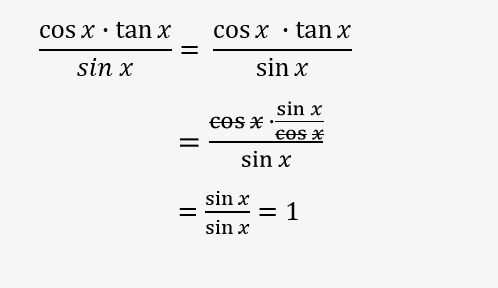 cos x · tan x / sin x = cos x · tan x / sin x
= cos x · (sin x / cos x) / sin x
= sin x / sin x = 1